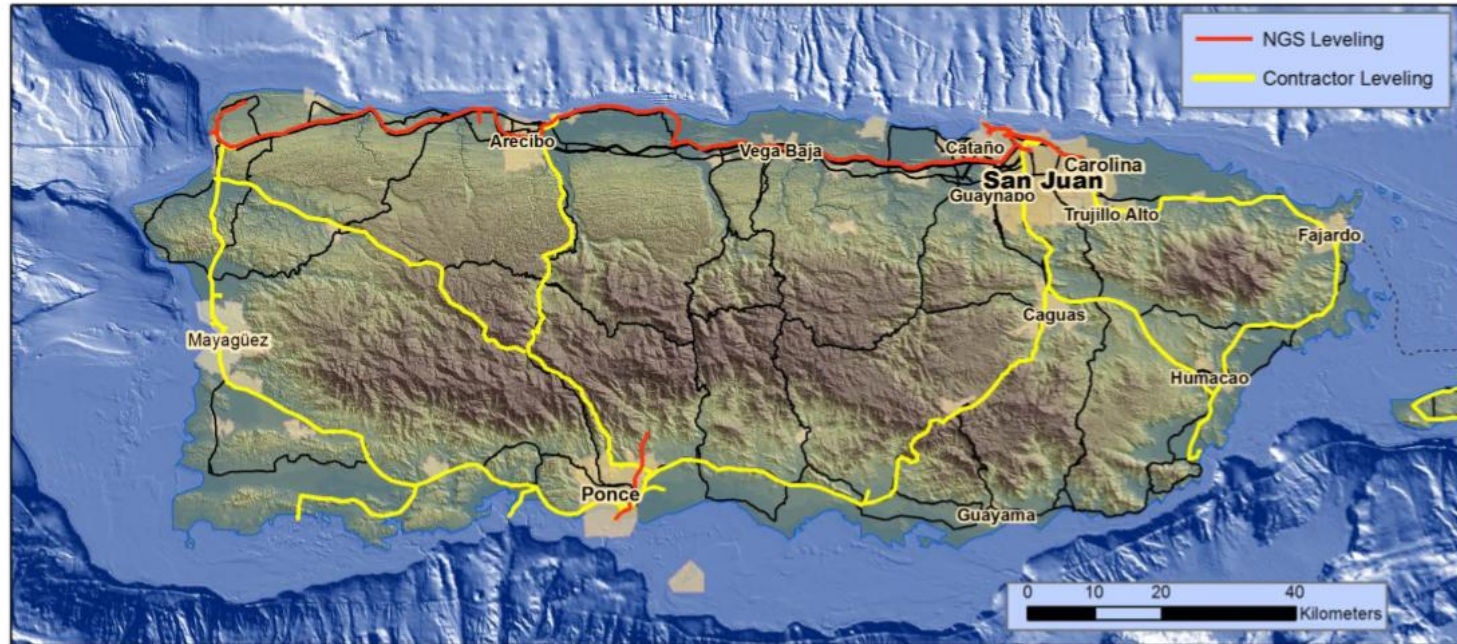 NGS Leveling
Contractor Leveling
Arecibo
Vega Baja
Cataño
Carolina
San Juan
Guaynabo
Trujillo Alto
Fajardo
Mayagüez
Caguas
Humacao
Ponce
Guayama
0 10 20 40
Kilometers